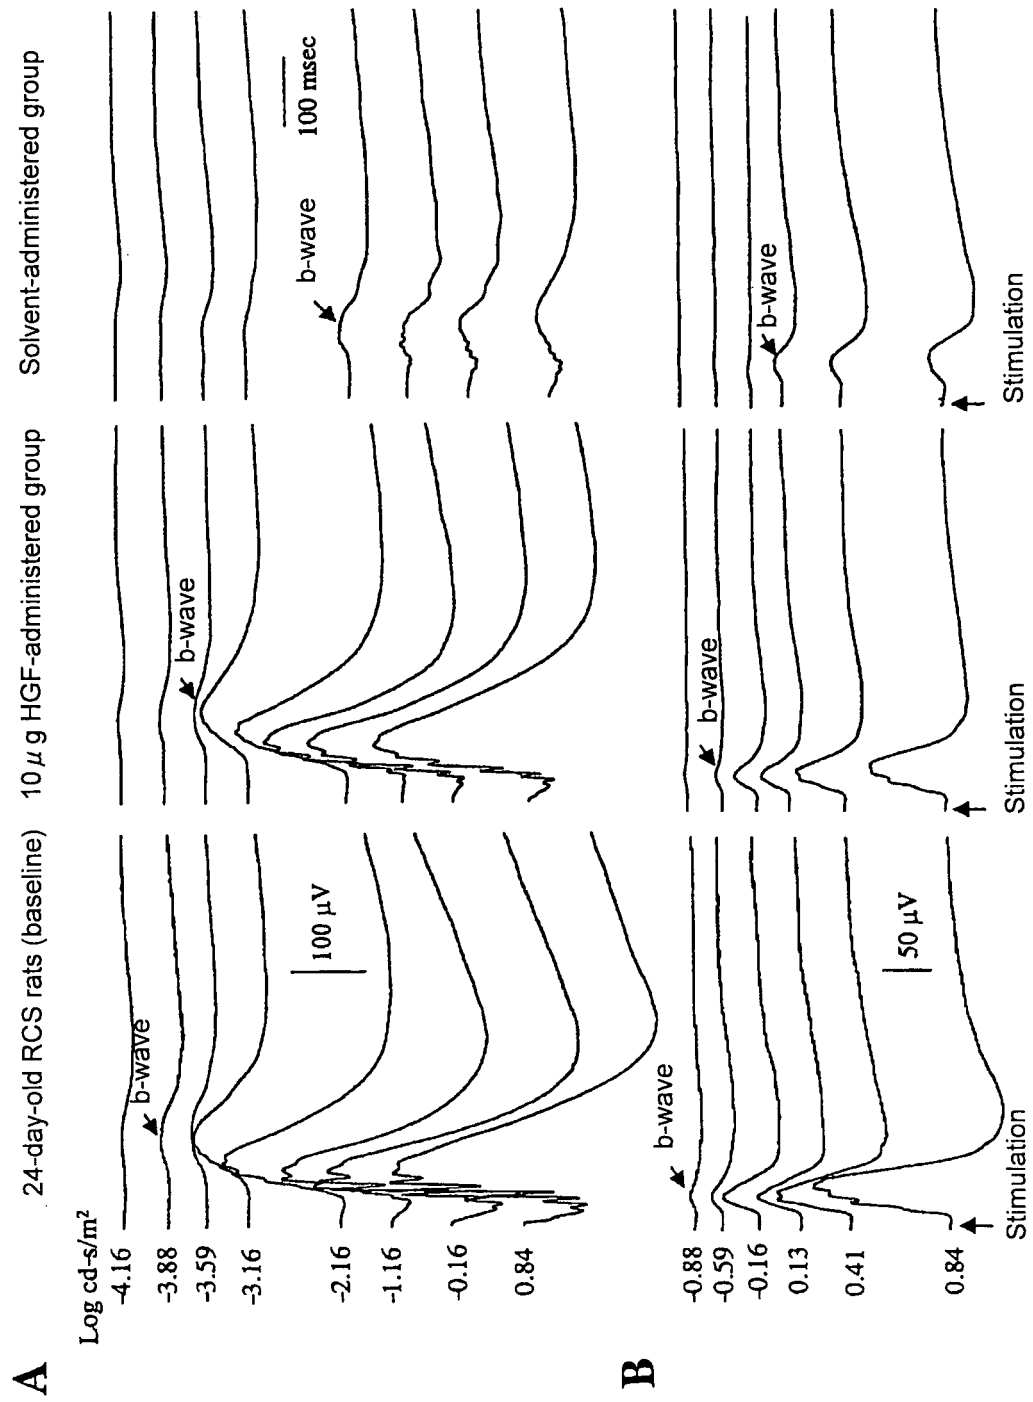 A
24-day-old RCS rats (baseline)
10 μg HGF-administered group
Solvent-administered group
Log cd-s/m²
-4.16
-3.88
-3.59
-3.16
-2.16
-1.16
-0.16
0.84
b-wave
b-wave
b-wave
100 μV
100 msec
B
-0.88
-0.59
-0.16
0.13
0.41
0.84
b-wave
b-wave
b-wave
50 μV
Stimulation
Stimulation
Stimulation